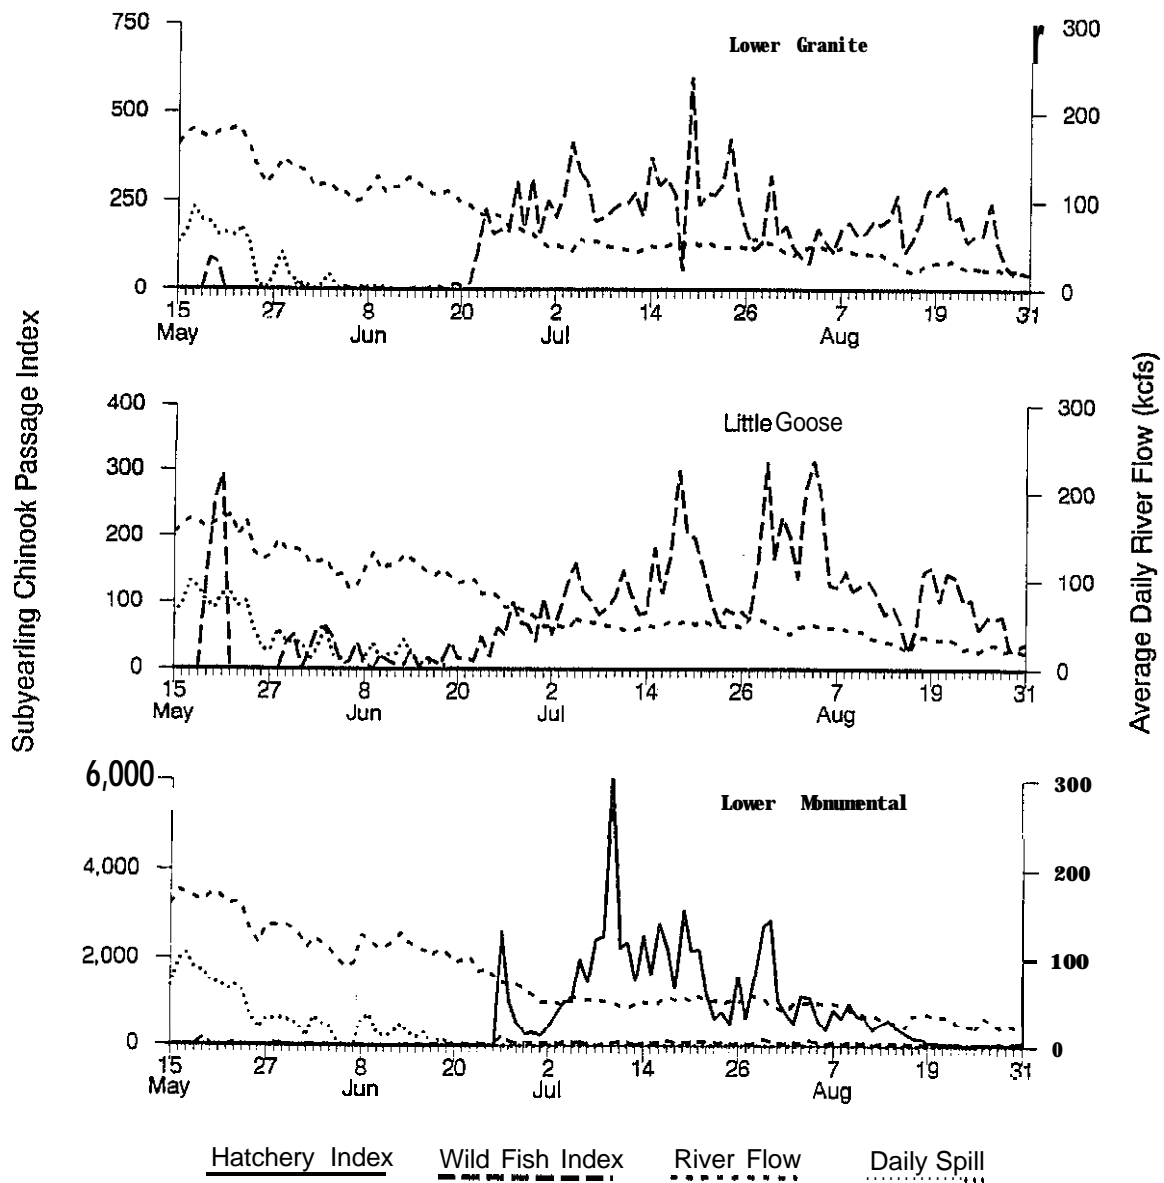 Subyearling Chinook Passage Index
Average Daily River Flow (kcfs)
Lower Granite
750
500
250
0
300
200
100
0
15 27 8 20 2 14 26 7 19 31
May Jun Jul Aug
Little Goose
400
300
200
100
0
300
200
100
0
15 27 8 20 2 14 26 7 19 31
May Jun Jul Aug
Lower Monumental
6,000
4,000
2,000
0
300
200
100
0
15 27 8 20 2 14 26 7 19 31
May Jun Jul Aug
Hatchery Index Wild Fish Index River Flow Daily Spill